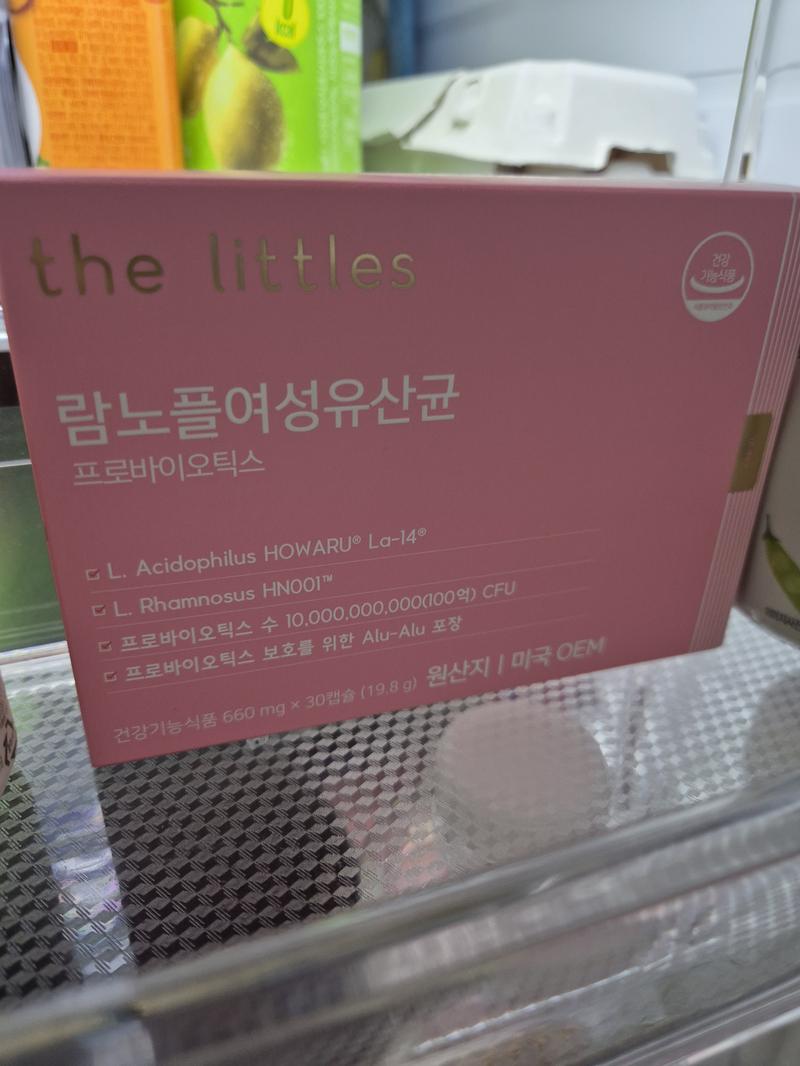 the littles
건강
기능식품
람노플여성유산균
프로바이오틱스
L. Acidophilus HOWARU® La-14®
L. Rhamnosus HN001™
프로바이오틱스 수 10,000,000,000(100억) CFU
프로바이오틱스 보호를 위한 Alu-Alu 포장
건강기능식품 660 mg × 30캡슐 (19.8 g) 원산지 | 미국 OEM